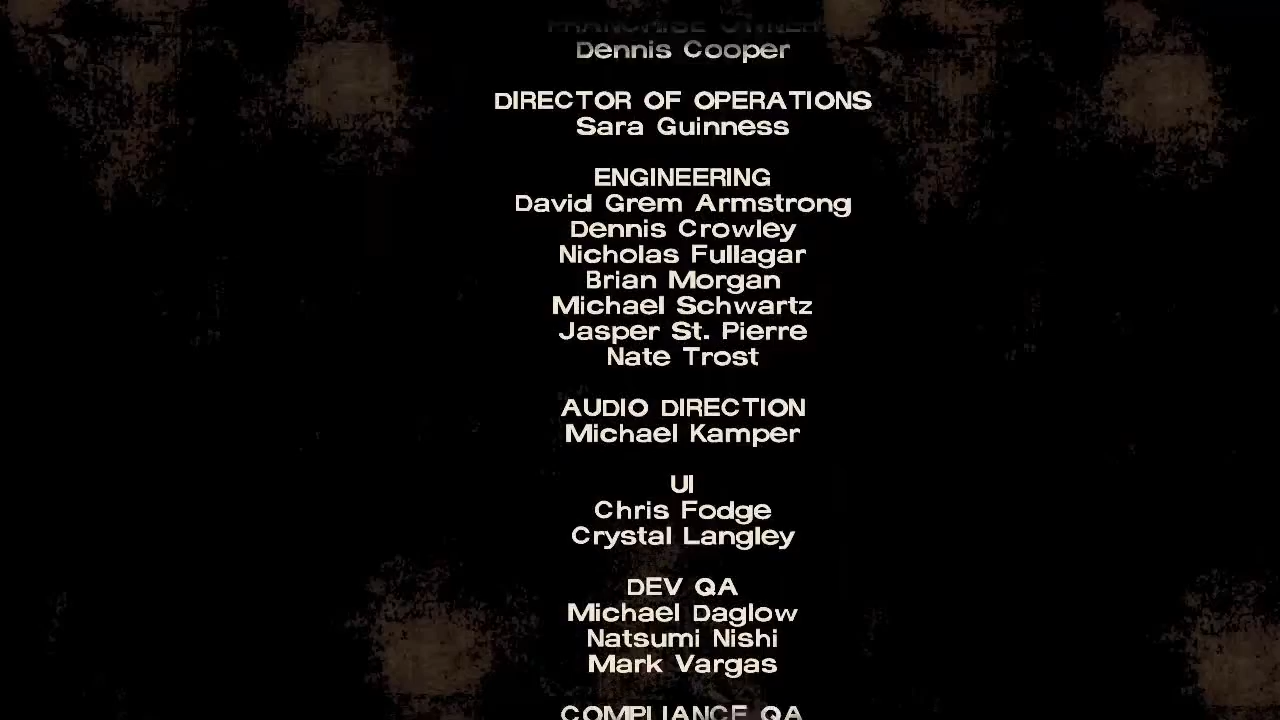 FRANCHISE OWNER
Dennis Cooper
DIRECTOR OF OPERATIONS
Sara Guinness
ENGINEERING
David Grem Armstrong
Dennis Crowley
Nicholas Fullagar
Brian Morgan
Michael Schwartz
Jasper St. Pierre
Nate Trost
AUDIO DIRECTION
Michael Kamper
UI
Chris Fodge
Crystal Langley
DEV QA
Michael Daglow
Natsumi Nishi
Mark Vargas
COMPLIANCE QA